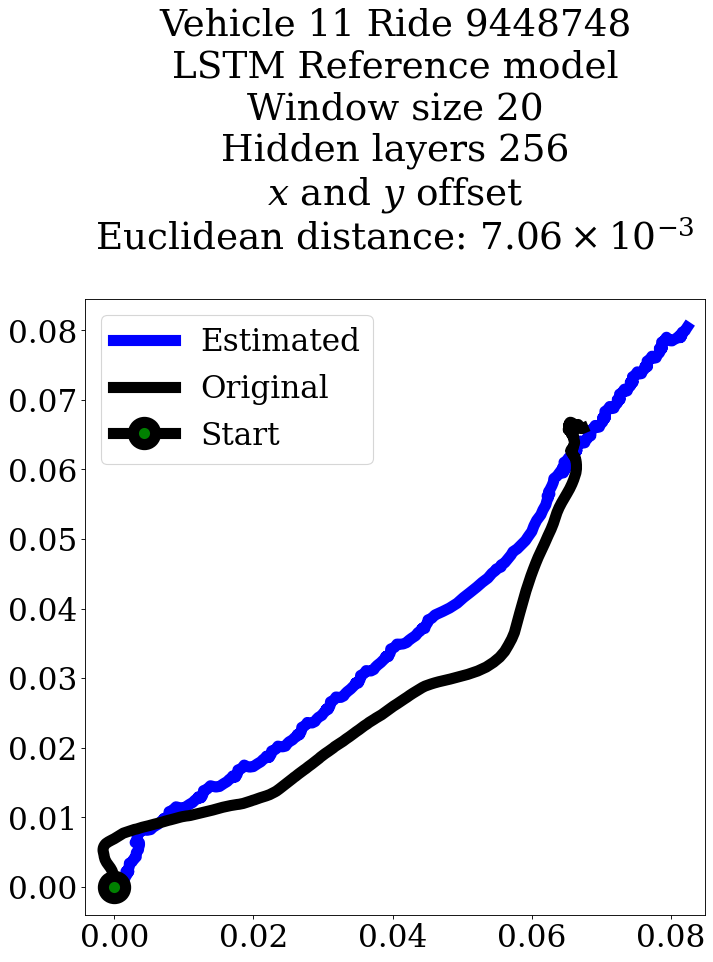 Vehicle 11 Ride 9448748
LSTM Reference model
Window size 20
Hidden layers 256
x and y offset
Euclidean distance: 7.06 × 10⁻³
Estimated
Original
Start
0.08
0.07
0.06
0.05
0.04
0.03
0.02
0.01
0.00
0.00 0.02 0.04 0.06 0.08